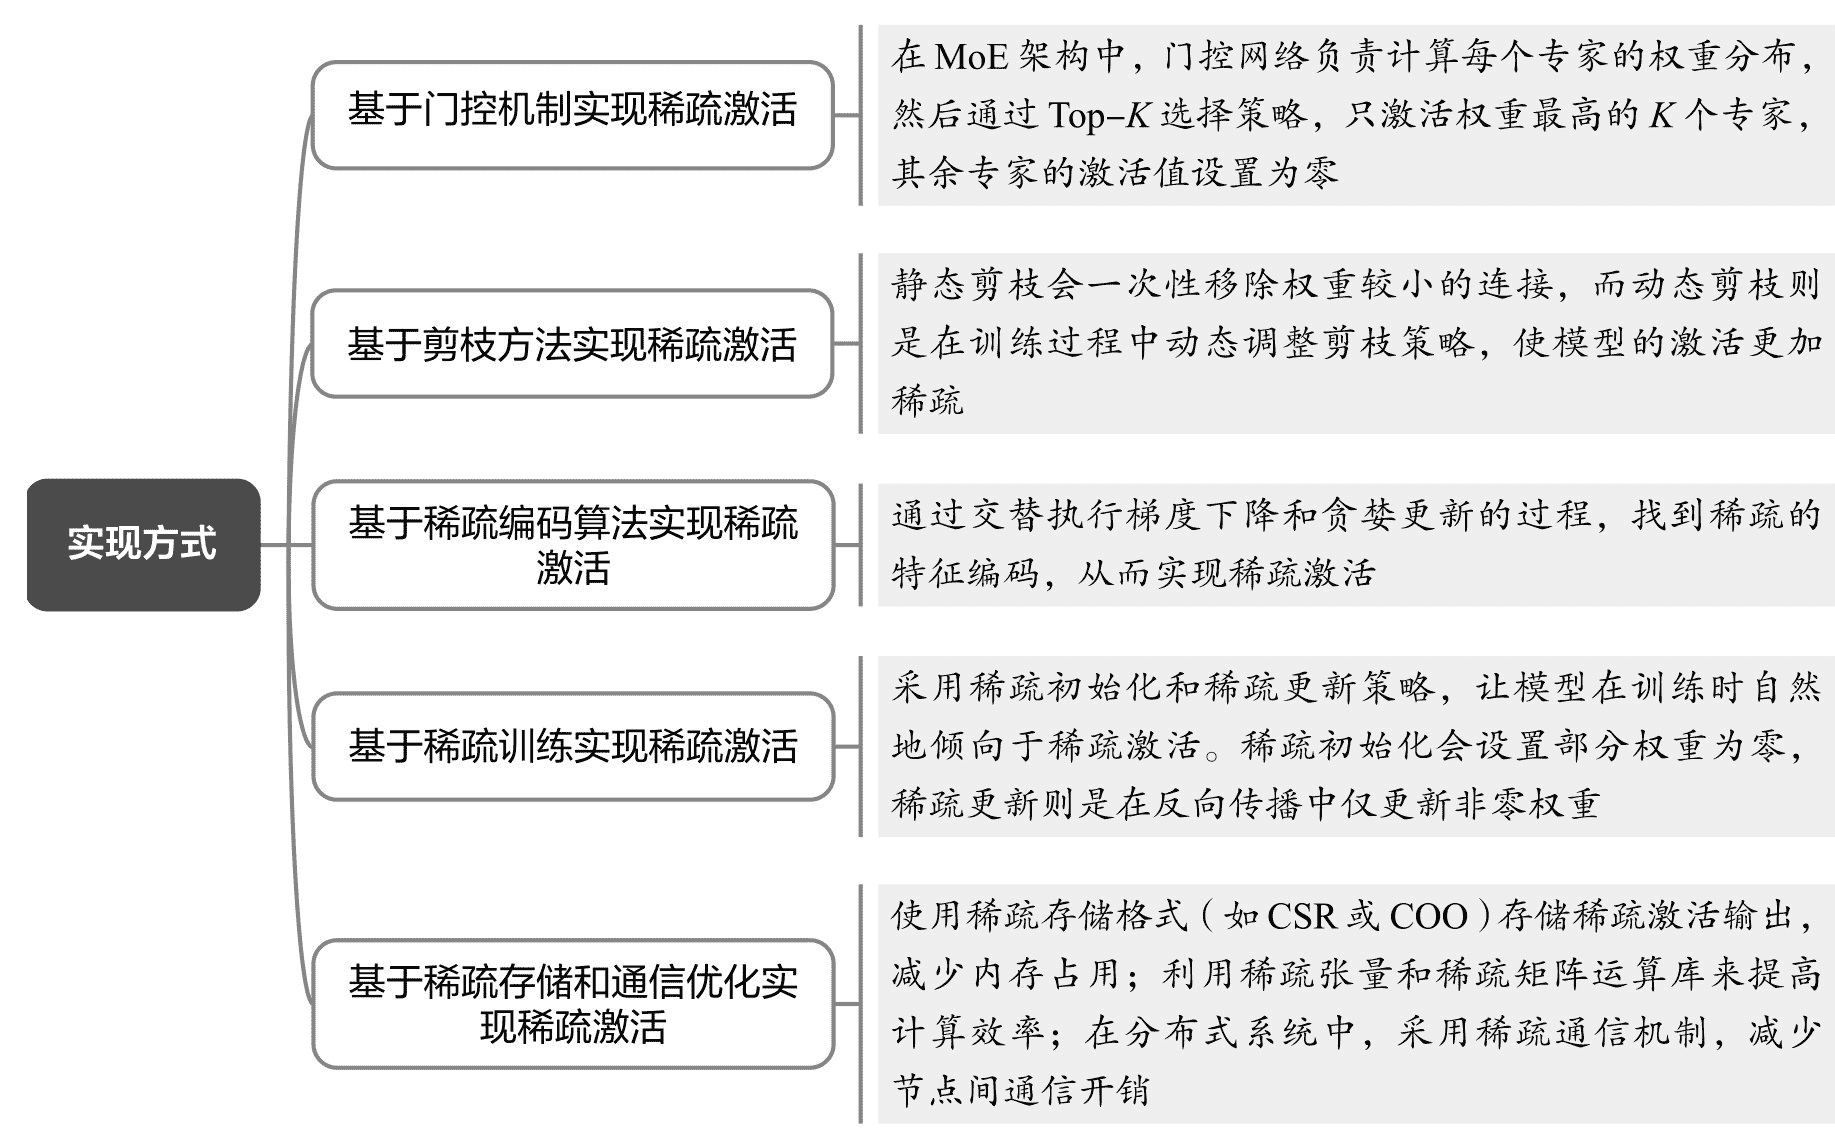 实现方式
基于门控机制实现稀疏激活
在 MoE 架构中，门控网络负责计算每个专家的权重分布，
然后通过 Top–K 选择策略，只激活权重最高的 K 个专家，
其余专家的激活值设置为零
基于剪枝方法实现稀疏激活
静态剪枝会一次性移除权重较小的连接，而动态剪枝则
是在训练过程中动态调整剪枝策略，使模型的激活更加
稀疏
基于稀疏编码算法实现稀疏
激活
通过交替执行梯度下降和贪婪更新的过程，找到稀疏的
特征编码，从而实现稀疏激活
基于稀疏训练实现稀疏激活
采用稀疏初始化和稀疏更新策略，让模型在训练时自然
地倾向于稀疏激活。稀疏初始化会设置部分权重为零，
稀疏更新则是在反向传播中仅更新非零权重
基于稀疏存储和通信优化实
现稀疏激活
使用稀疏存储格式（如 CSR 或 COO）存储稀疏激活输出，
减少内存占用；利用稀疏张量和稀疏矩阵运算库来提高
计算效率；在分布式系统中，采用稀疏通信机制，减少
节点间通信开销